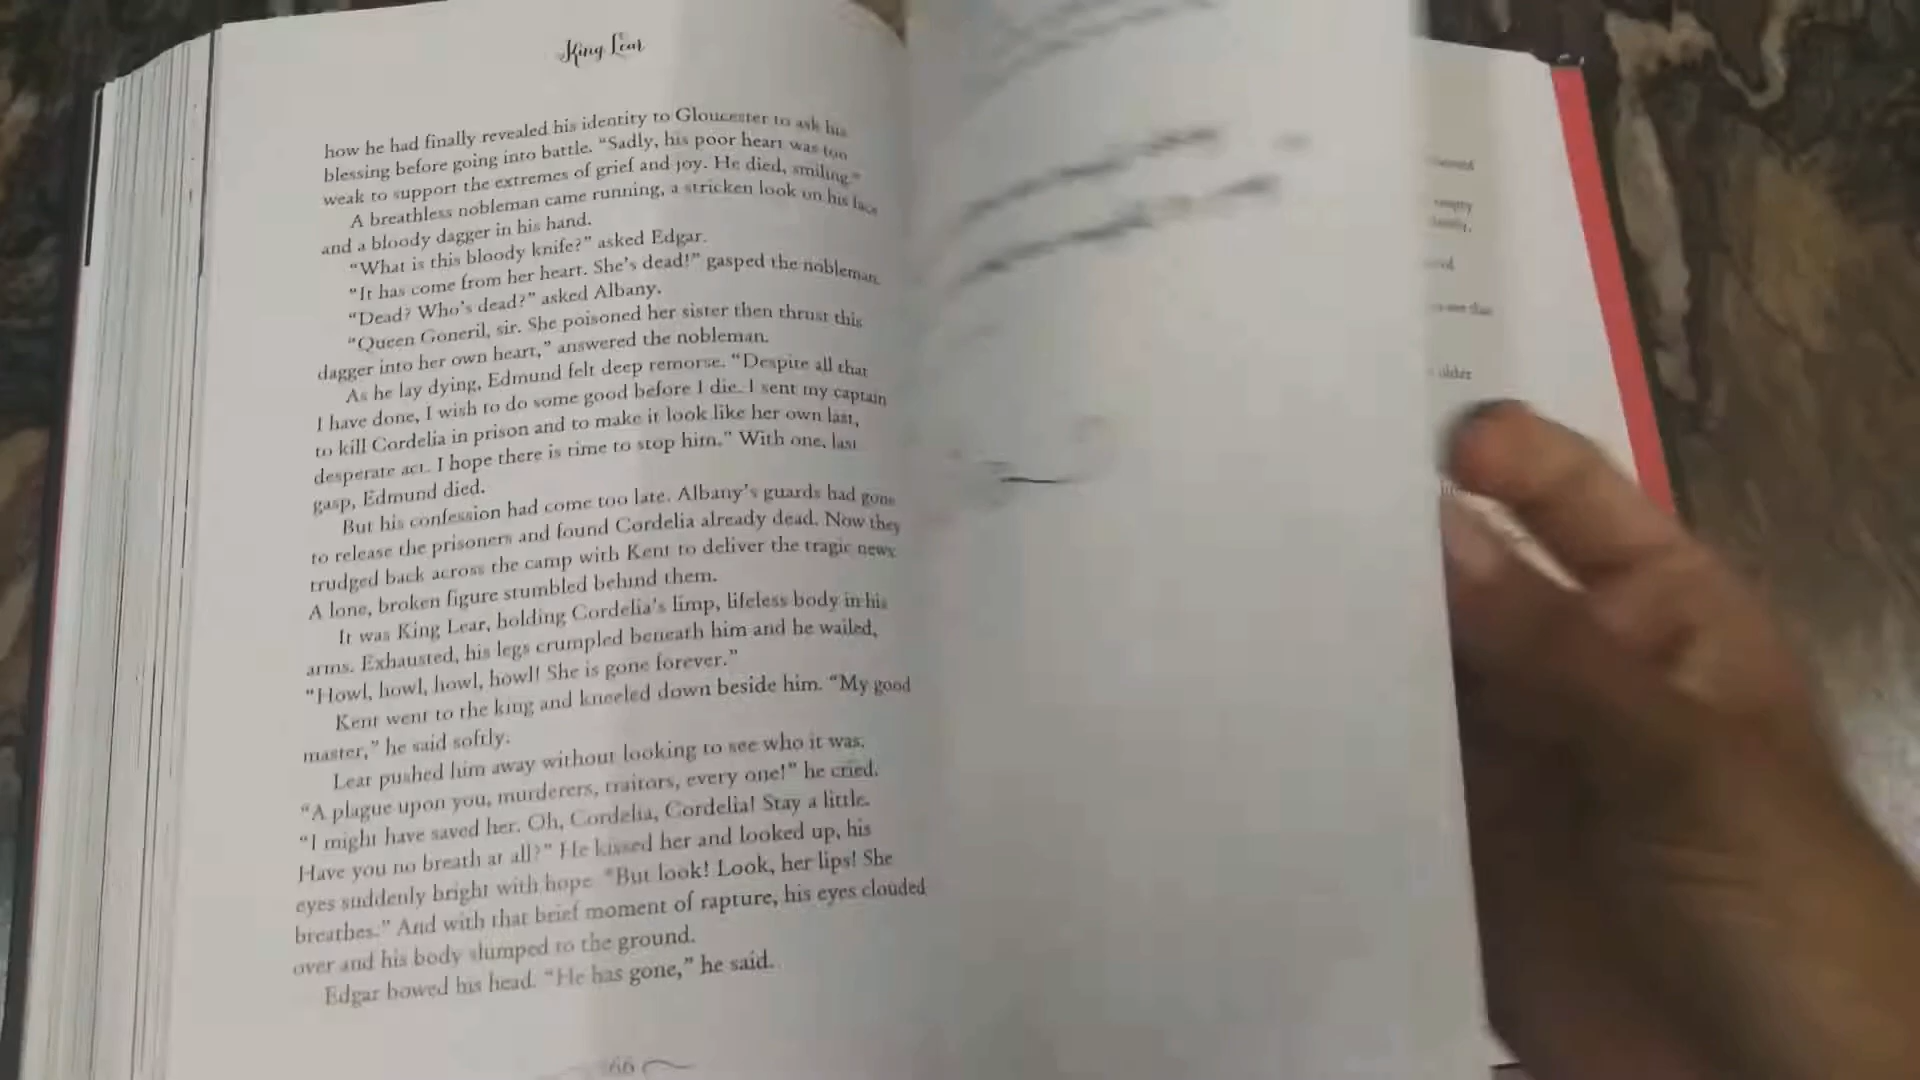 King Lear
how he had finally revealed his identity to Gloucester to ask his
blessing before going into battle. “Sadly, his poor heart was too
weak to support the extremes of grief and joy. He died, smiling.”
A breathless nobleman came running, a stricken look on his face
and a bloody dagger in his hand.
“What is this bloody knife?” asked Edgar.
“It has come from her heart. She’s dead!” gasped the nobleman.
“Dead? Who’s dead?” asked Albany.
“Queen Goneril, sir. She poisoned her sister then thrust this
dagger into her own heart,” answered the nobleman.
As he lay dying, Edmund felt deep remorse. “Despite all that
I have done, I wish to do some good before I die. I sent my captain
to kill Cordelia in prison and to make it look like her own last,
desperate act. I hope there is time to stop him.” With one, last
gasp, Edmund died.
But his confession had come too late. Albany’s guards had gone
to release the prisoners and found Cordelia already dead. Now they
trudged back across the camp with Kent to deliver the tragic news.
A lone, broken figure stumbled behind them.
It was King Lear, holding Cordelia’s limp, lifeless body in his
arms. Exhausted, his legs crumpled beneath him and he wailed,
“Howl, howl, howl, howl! She is gone forever.”
Kent went to the king and kneeled down beside him. “My good
master,” he said softly.
Lear pushed him away without looking to see who it was.
“A plague upon you, murderers, traitors, every one!” he cried.
“I might have saved her. Oh, Cordelia, Cordelia! Stay a little.
Have you no breath at all?” He kissed her and looked up, his
eyes suddenly bright with hope. “But look! Look, her lips! She
breathes.” And with that brief moment of rapture, his eyes clouded
over and his body slumped to the ground.
Edgar bowed his head. “He has gone,” he said.
66
older